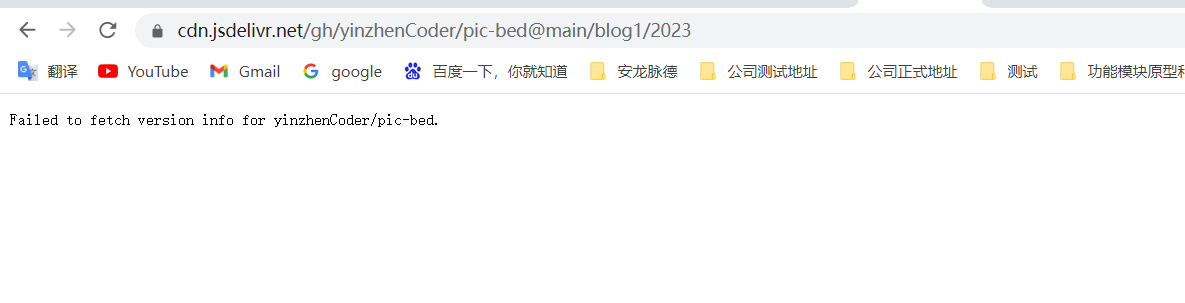 cdn.jsdelivr.net/gh/yinzhenCoder/pic-bed@main/blog1/2023
翻译 YouTube Gmail google 百度一下，你就知道 安龙脉德 公司测试地址 公司正式地址 测试 功能模块原型
Failed to fetch version info for yinzhenCoder/pic-bed.